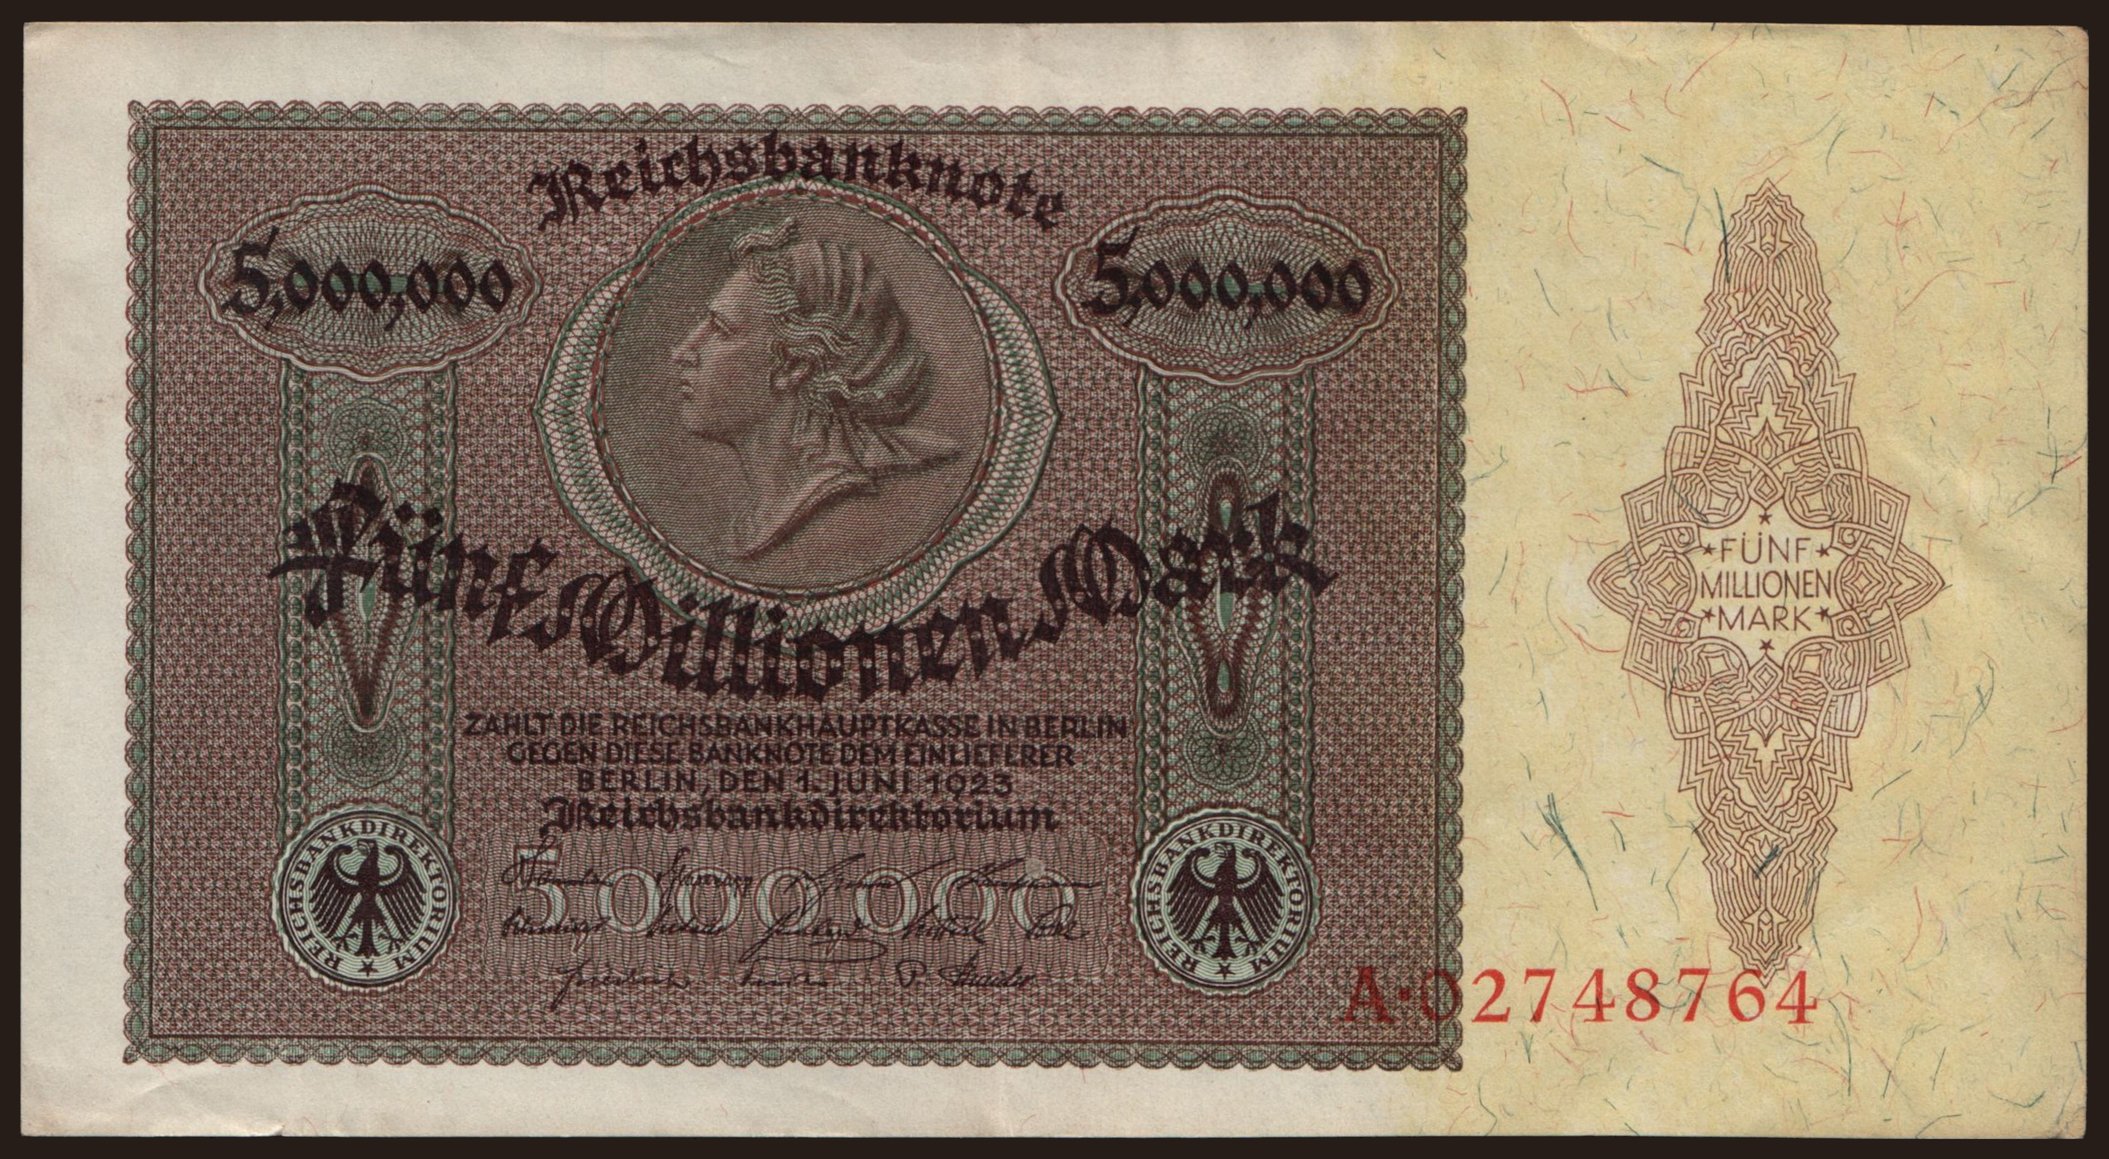 Reichsbanknote
5,000,000 5,000,000
Fünf Millionen Mark
ZAHLT DIE REICHSBANKHAUPTKASSE IN BERLIN
GEGEN DIESE BANKNOTE DEM EINLIEFERER
BERLIN, DEN 1. JUNI 1923
Reichsbankdirektorium
5000000
REICHSBANKDIREKTORIUM
REICHSBANKDIREKTORIUM
FÜNF
MILLIONEN
MARK
A·02748764